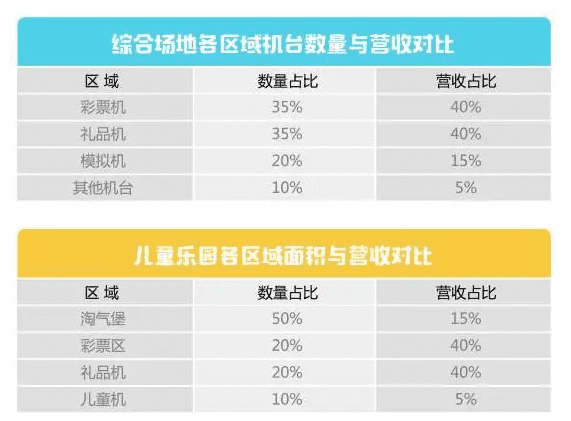 综合场地各区域机台数量与营收对比
区域 数量占比 营收占比
彩票机 35% 40%
礼品机 35% 40%
模拟机 20% 15%
其他机台 10% 5%
儿童乐园各区域面积与营收对比
区域 数量占比 营收占比
淘气堡 50% 15%
彩票区 20% 40%
礼品机 20% 40%
儿童机 10% 5%